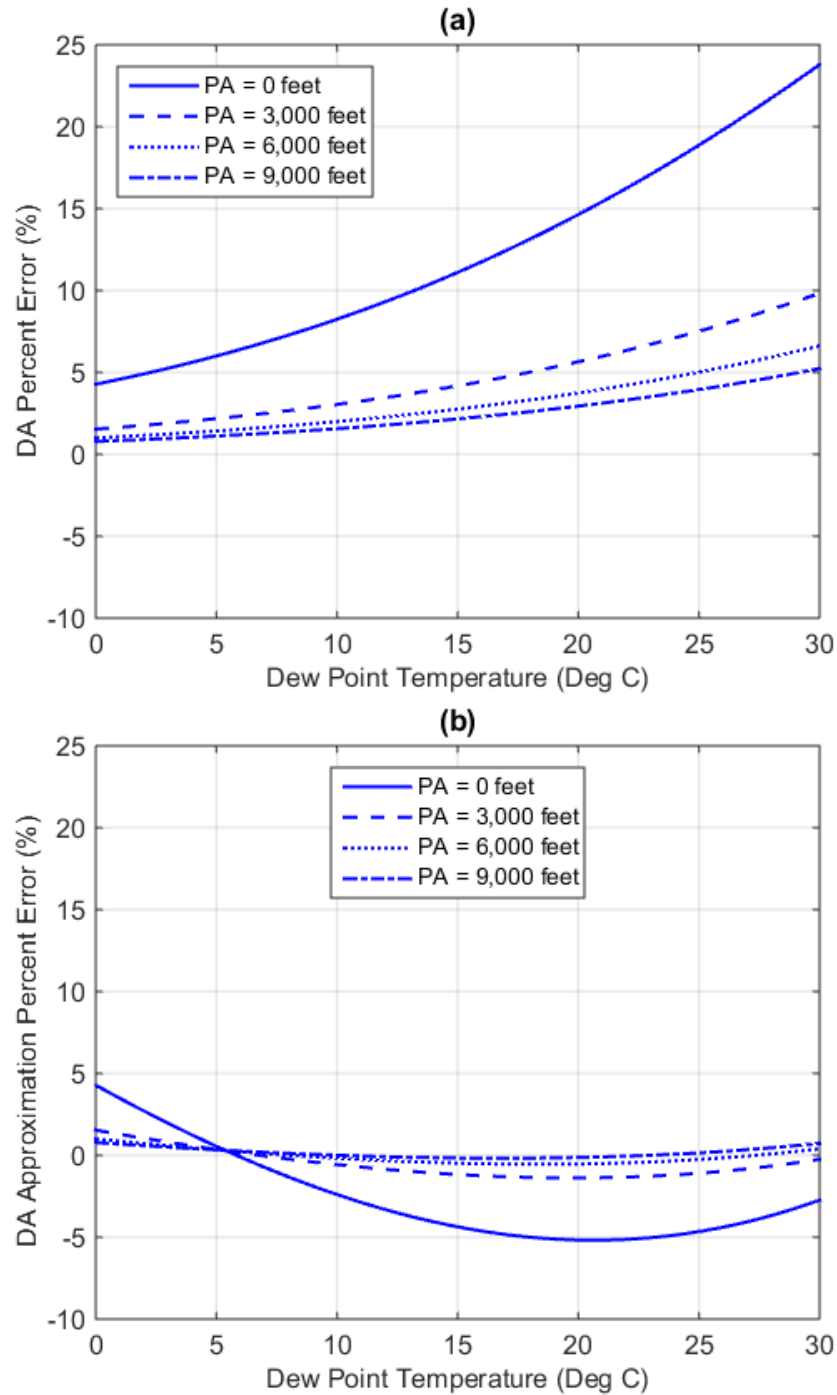 (a)
DA Percent Error (%)
25
20
15
10
5
0
-5
-10
PA = 0 feet
PA = 3,000 feet
PA = 6,000 feet
PA = 9,000 feet
0 5 10 15 20 25 30
Dew Point Temperature (Deg C)
(b)
DA Approximation Percent Error (%)
25
20
15
10
5
0
-5
-10
PA = 0 feet
PA = 3,000 feet
PA = 6,000 feet
PA = 9,000 feet
0 5 10 15 20 25 30
Dew Point Temperature (Deg C)